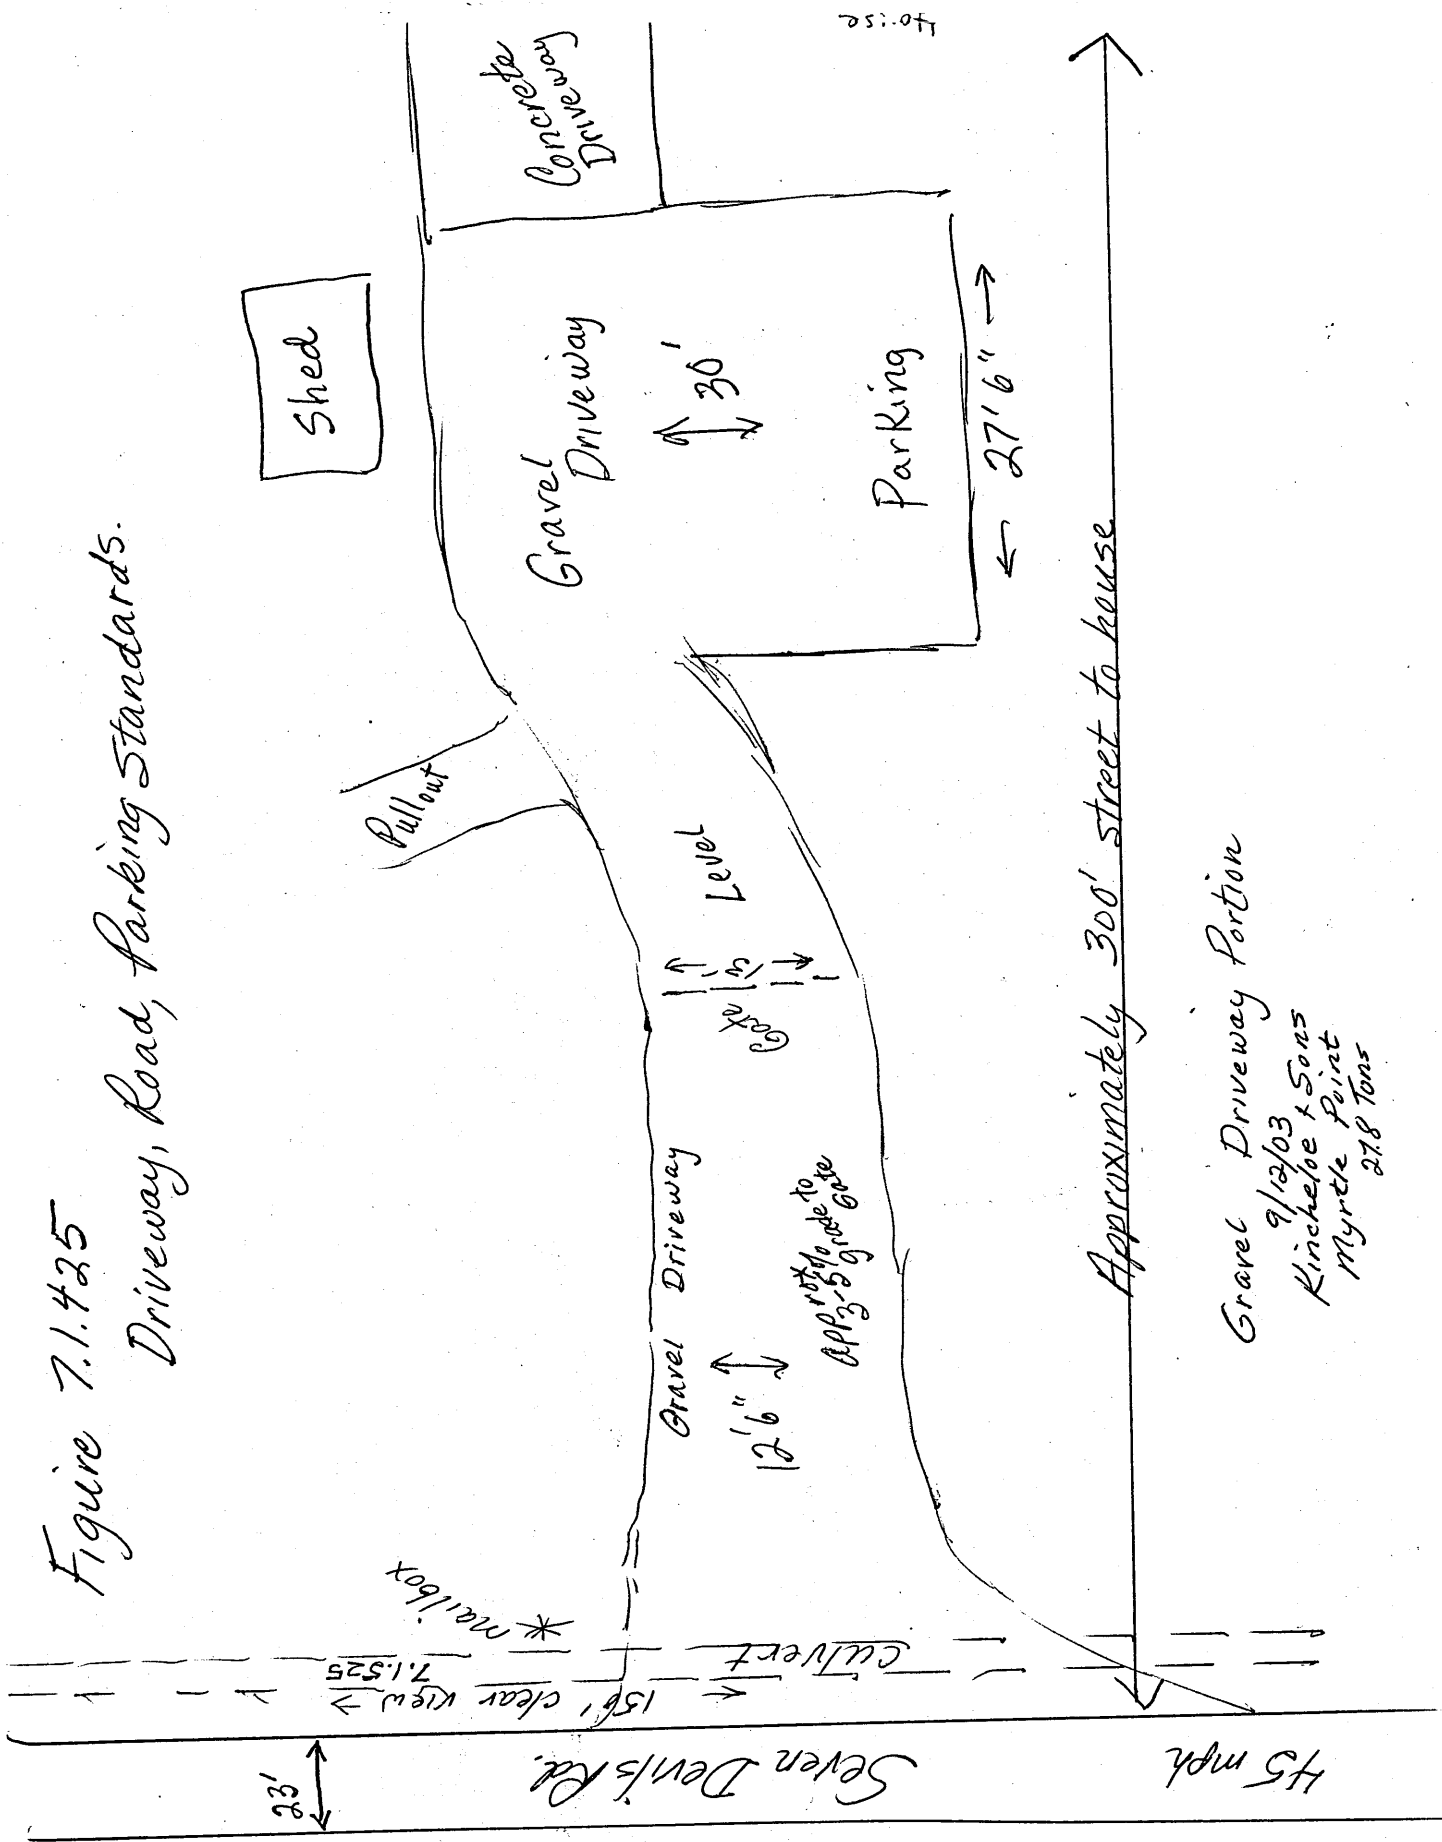 Figure 7.1.425
Driveway, Road, Parking Standards.
Shed
Concrete
Driveway
House
Gravel
Driveway
30'
Parking
← 27'6" →
Pullout
Level
Gate
Gravel Driveway
12'6"
approx
3-5% grade to
Gate
* mailbox
7.1.525
culvert
← clear view →
23'
Seven Devils Rd.
45 mph
Approximately 300' street to house
Gravel Driveway Portion
9/12/03
Kincheloe & Sons
Myrtle Point
27.8 Tons